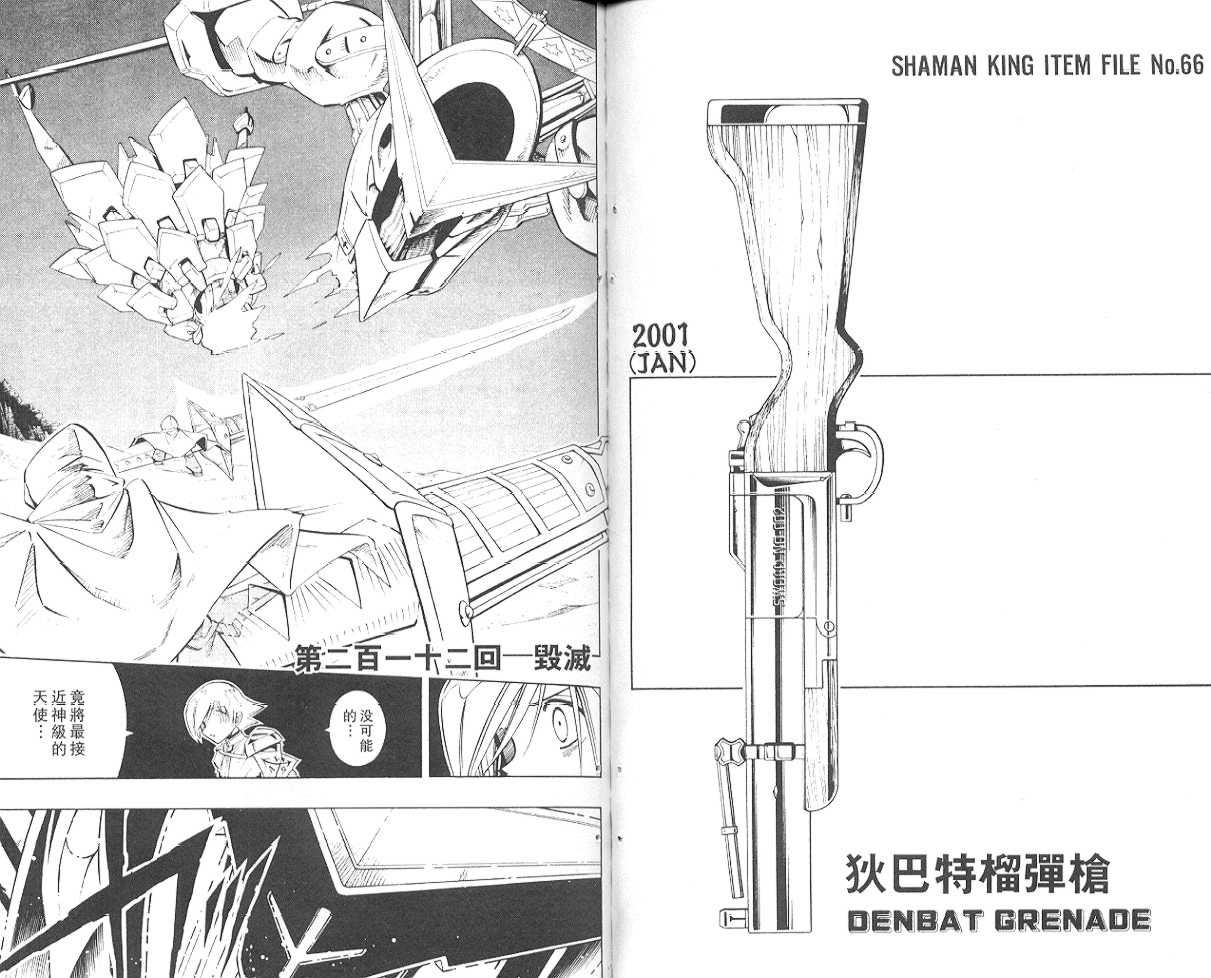 SHAMAN KING ITEM FILE No.66
2001
(JAN)
狄巴特榴彈槍
DENBAT GRENADE
第二百一十二回─毀滅
没可能
的…
竟將最接
近神級的
天使…